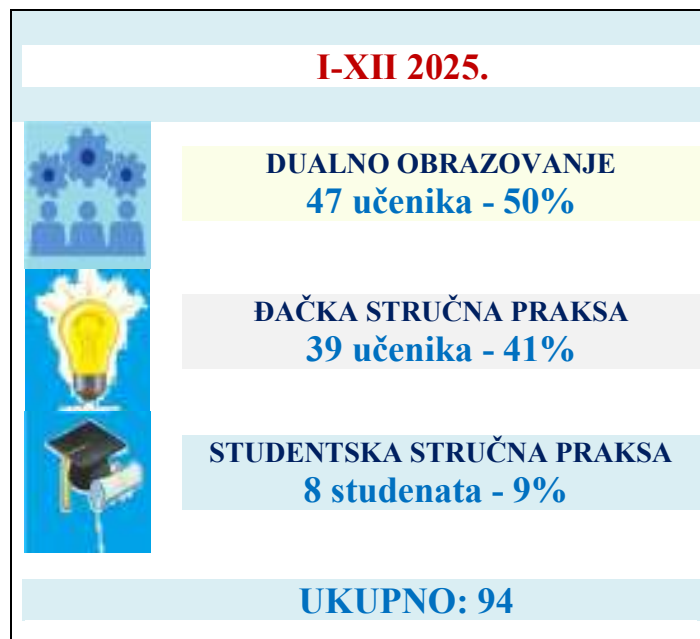 I-XII 2025.
DUALNO OBRAZOVANJE
47 učenika - 50%
ĐAČKA STRUČNA PRAKSA
39 učenika - 41%
STUDENTSKA STRUČNA PRAKSA
8 studenata - 9%
UKUPNO: 94